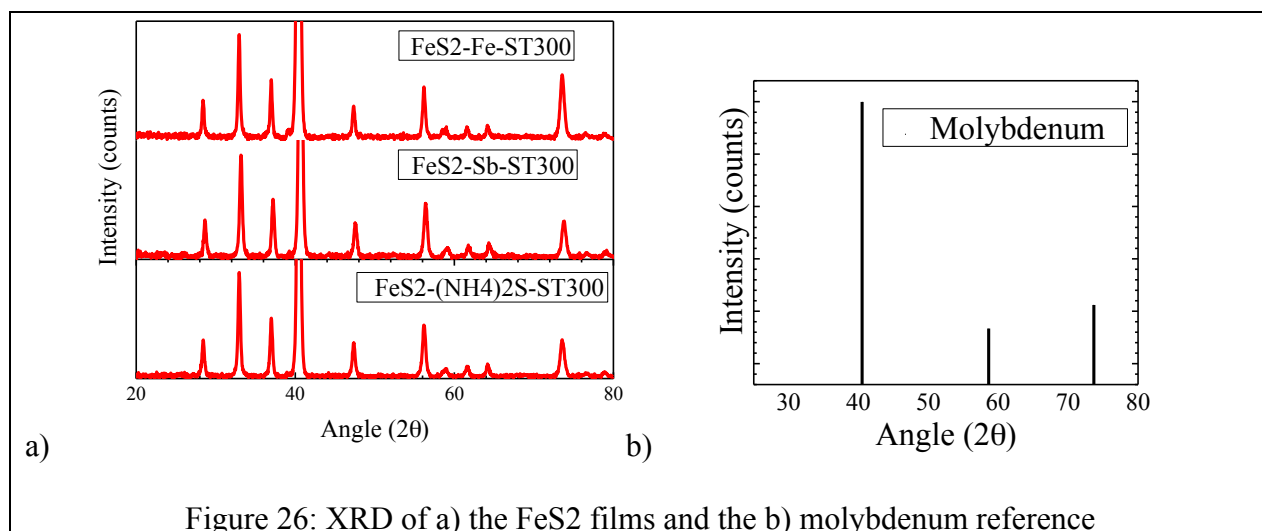 FeS2-Fe-ST300
FeS2-Sb-ST300
FeS2-(NH4)2S-ST300
Intensity (counts)
20 40 60 80
Angle (2θ)
a)
Molybdenum
Intensity (counts)
30 40 50 60 70 80
Angle (2θ)
b)
Figure 26: XRD of a) the FeS2 films and the b) molybdenum reference